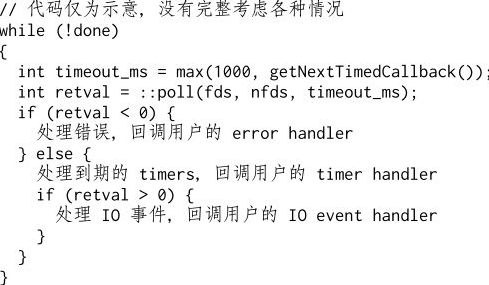 // 代码仅为示意, 没有完整考虑各种情况
while (!done)
{
  int timeout_ms = max(1000, getNextTimedCallback());
  int retval = ::poll(fds, nfds, timeout_ms);
  if (retval < 0) {
    处理错误, 回调用户的 error handler
  } else {
    处理到期的 timers, 回调用户的 timer handler
    if (retval > 0) {
      处理 IO 事件, 回调用户的 IO event handler
    }
  }
}